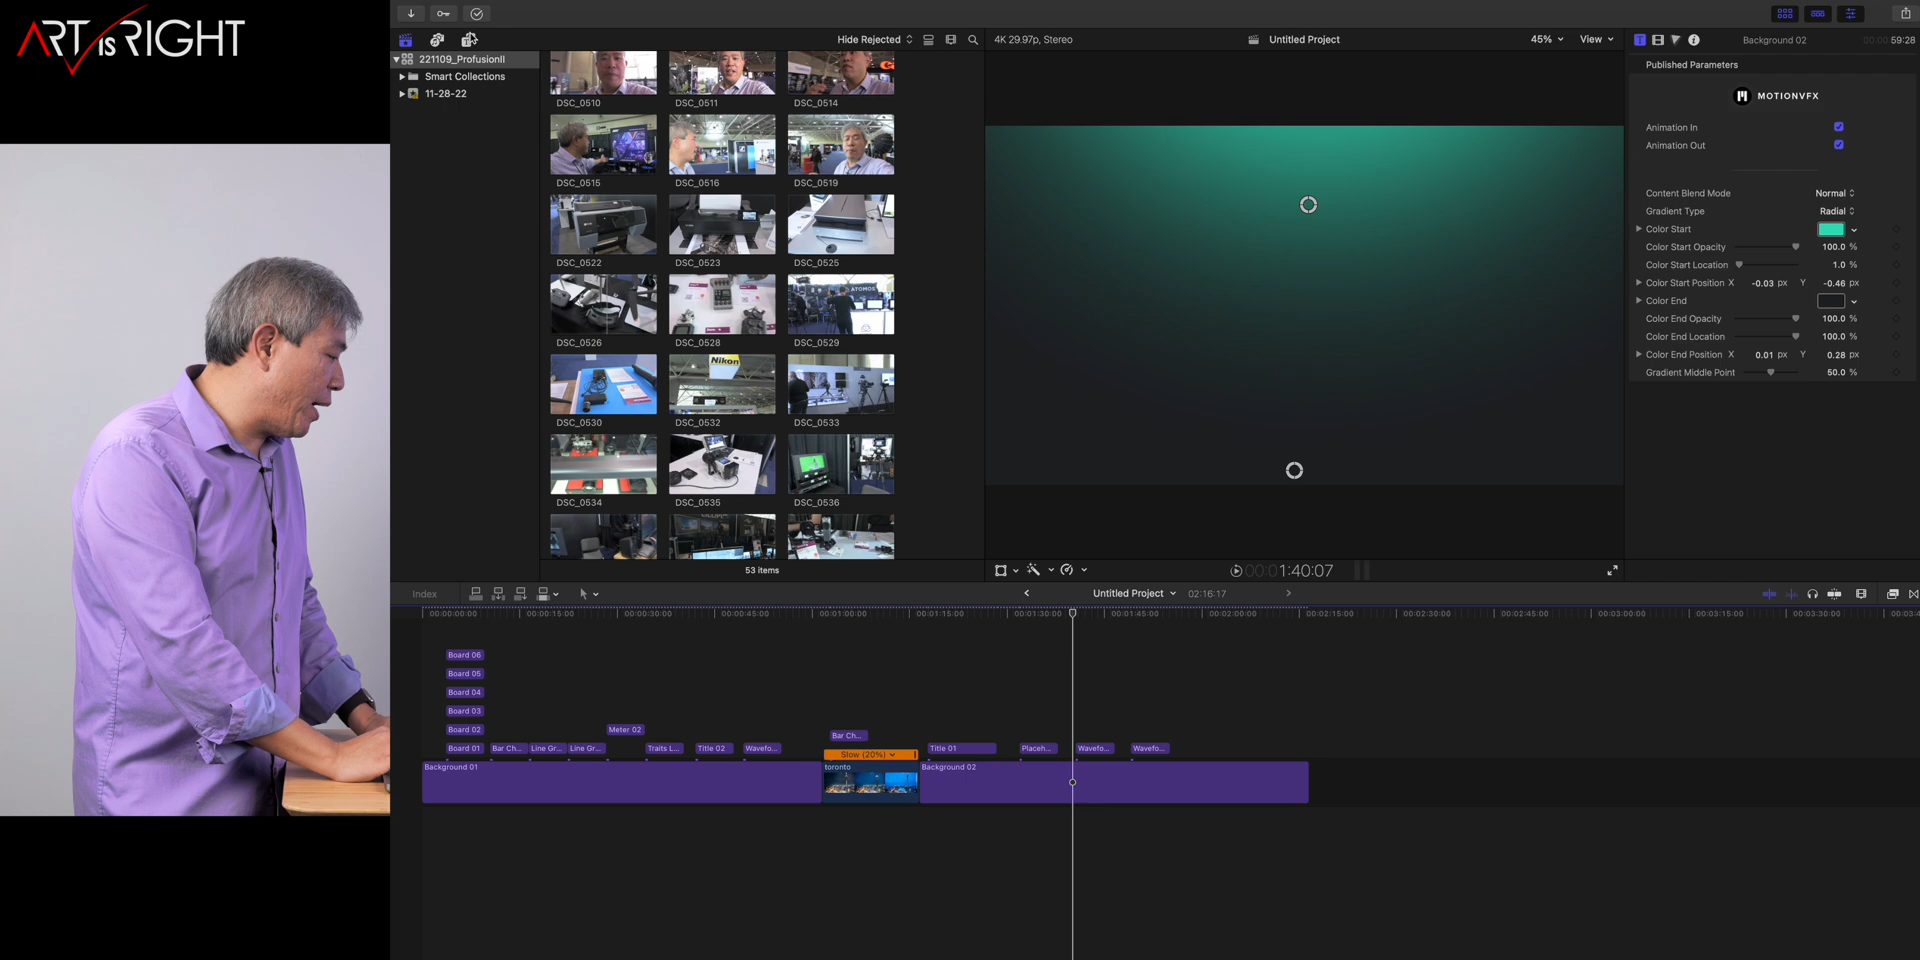 ART is RIGHT
Hide Rejected
4K 29.97p, Stereo
Untitled Project
45%
View
Background 02
00:00:59:28
221109_ProfusionII
Smart Collections
11-28-22
DSC_0510
DSC_0511
DSC_0514
DSC_0515
DSC_0516
DSC_0519
DSC_0522
DSC_0523
DSC_0525
DSC_0526
DSC_0528
ATOMOS
DSC_0529
DSC_0530
Nikon
DSC_0532
DSC_0533
DSC_0534
DSC_0535
DSC_0536
53 items
Published Parameters
MOTIONVFX
Animation In
Animation Out
Content Blend Mode Normal
Gradient Type Radial
Color Start
Color Start Opacity 100.0 %
Color Start Location 1.0 %
Color Start Position X -0.03 px Y -0.46 px
Color End
Color End Opacity 100.0 %
Color End Location 100.0 %
Color End Position X 0.01 px Y 0.28 px
Gradient Middle Point 50.0 %
00:01:40:07
Index
Untitled Project
02:16:17
00:00:00:00
00:00:15:00
00:00:30:00
00:00:45:00
00:01:00:00
00:01:15:00
00:01:30:00
00:01:45:00
00:02:00:00
00:02:15:00
00:02:30:00
00:02:45:00
00:03:00:00
00:03:15:00
00:03:30:00
00:03:4
Board 06
Board 05
Board 04
Board 03
Board 02
Meter 02
Bar Ch...
Board 01
Bar Ch...
Line Gr...
Line Gr...
Traits L...
Title 02
Wavefo...
Title 01
Placeh...
Wavefo...
Wavefo...
Slow (20%)
Background 01
toronto
Background 02